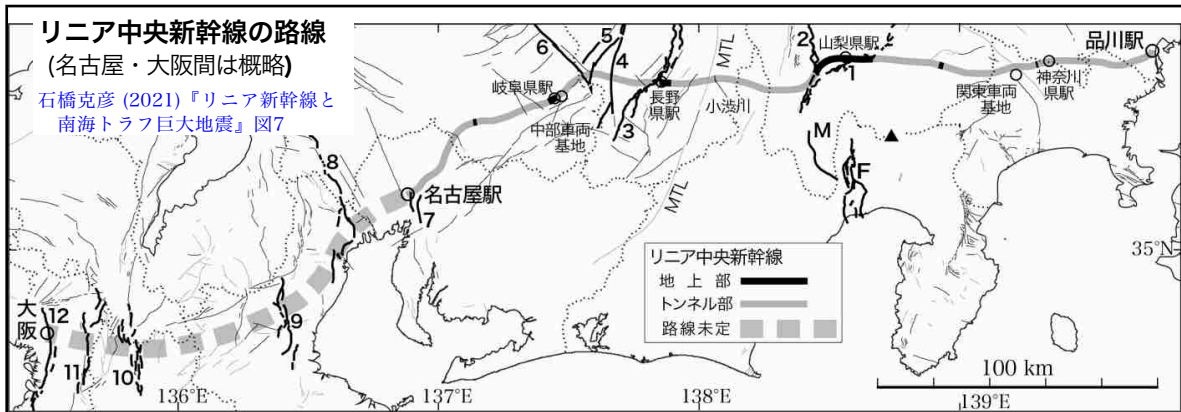 リニア中央新幹線の路線
(名古屋・大阪間は概略)
石橋克彦 (2021)『リニア新幹線と
南海トラフ巨大地震』図7
6
5
4
3
MTL
2
山梨県駅
1
品川駅
岐阜県駅
長野
県駅
小渋川
関東車両
基地
神奈川
県駅
中部車両
基地
8
M
F
名古屋駅
7
MTL
35°N
リニア中央新幹線
地上部
トンネル部
路線未定
大阪
12
9
11
10
100 km
136°E
137°E
138°E
139°E